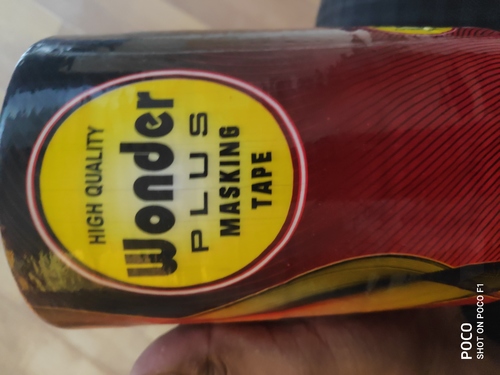 HIGH QUALITY
Wonder
PLUS
MASKING
TAPE
POCO
SHOT ON POCO F1